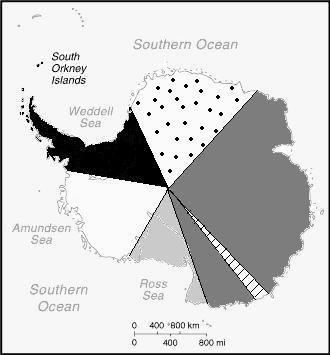 Southern Ocean
South
Orkney
Islands
Weddell
Sea
Amundsen
Sea
Southern
Ocean
Ross
Sea
0 400 800 km
0 400 800 mi